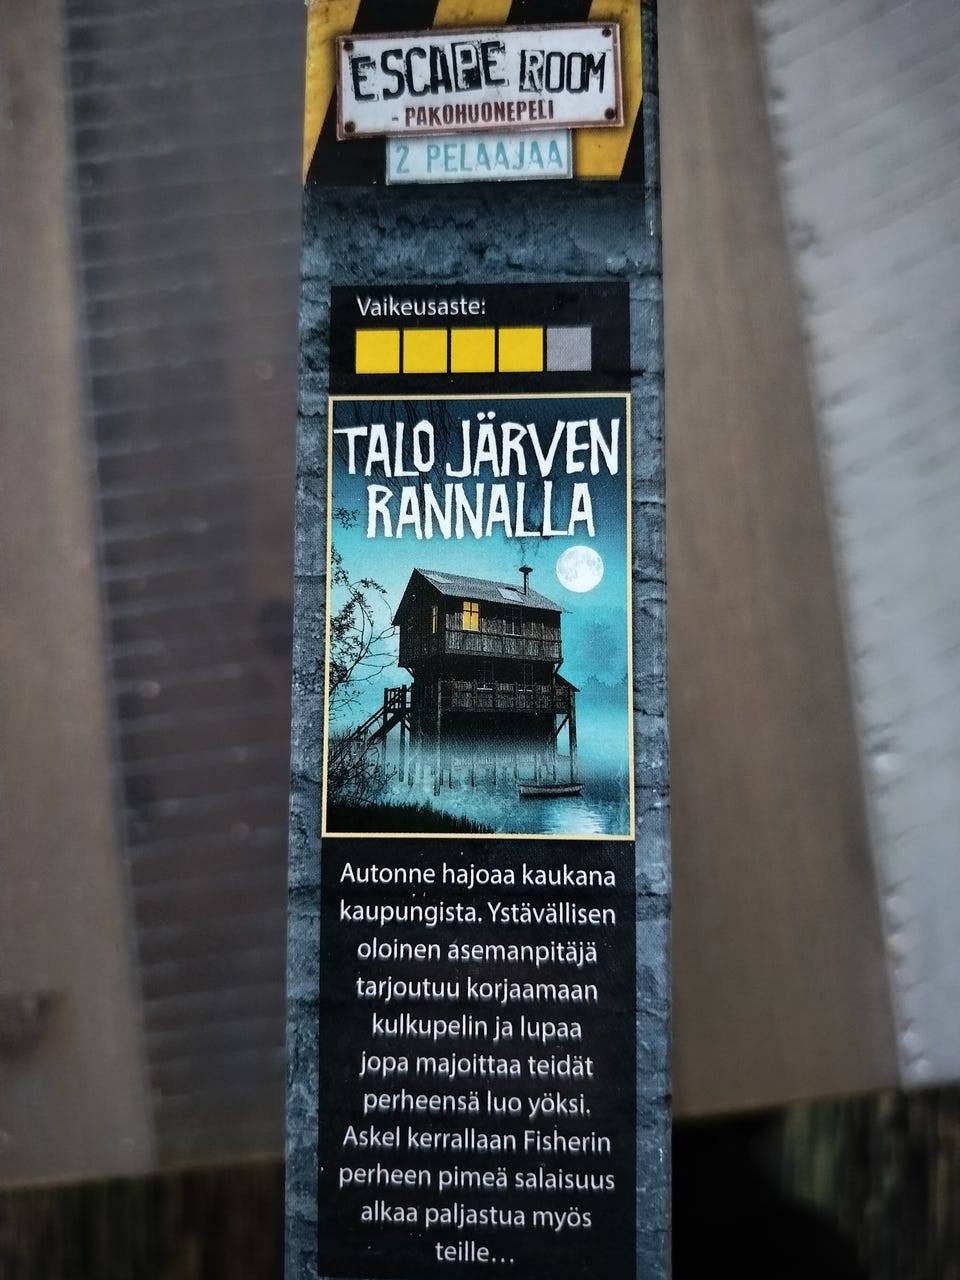 ESCAPE ROOM
- PAKOHUONEPELI
2 PELAAJAA
Vaikeusaste:
TALO JÄRVEN
RANNALLA
Autonne hajoaa kaukana
kaupungista. Ystävällisen
oloinen asemanpitäjä
tarjoutuu korjaamaan
kulkupelin ja lupaa
jopa majoittaa teidät
perheensä luo yöksi.
Askel kerrallaan Fisherin
perheen pimeä salaisuus
alkaa paljastua myös
teille...